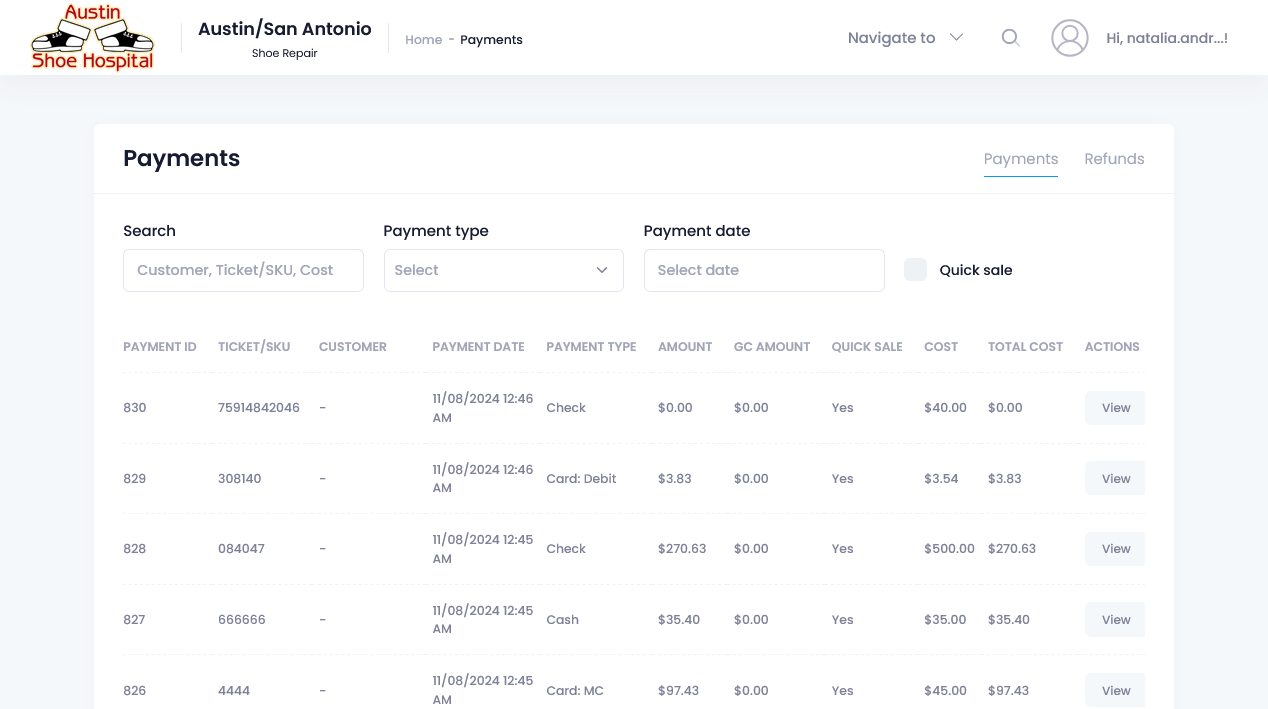 Austin
Shoe Hospital
Austin/San Antonio
Shoe Repair
Home - Payments
Navigate to
Hi, natalia.andr...!
Payments
Payments Refunds
Search
Payment type
Payment date
Customer, Ticket/SKU, Cost
Select
Select date
Quick sale
PAYMENT ID TICKET/SKU CUSTOMER PAYMENT DATE PAYMENT TYPE AMOUNT GC AMOUNT QUICK SALE COST TOTAL COST ACTIONS
830 75914842046 - 11/08/2024 12:46 AM Check $0.00 $0.00 Yes $40.00 $0.00 View
829 308140 - 11/08/2024 12:46 AM Card: Debit $3.83 $0.00 Yes $3.54 $3.83 View
828 084047 - 11/08/2024 12:45 AM Check $270.63 $0.00 Yes $500.00 $270.63 View
827 666666 - 11/08/2024 12:45 AM Cash $35.40 $0.00 Yes $35.00 $35.40 View
826 4444 - 11/08/2024 12:45 AM Card: MC $97.43 $0.00 Yes $45.00 $97.43 View